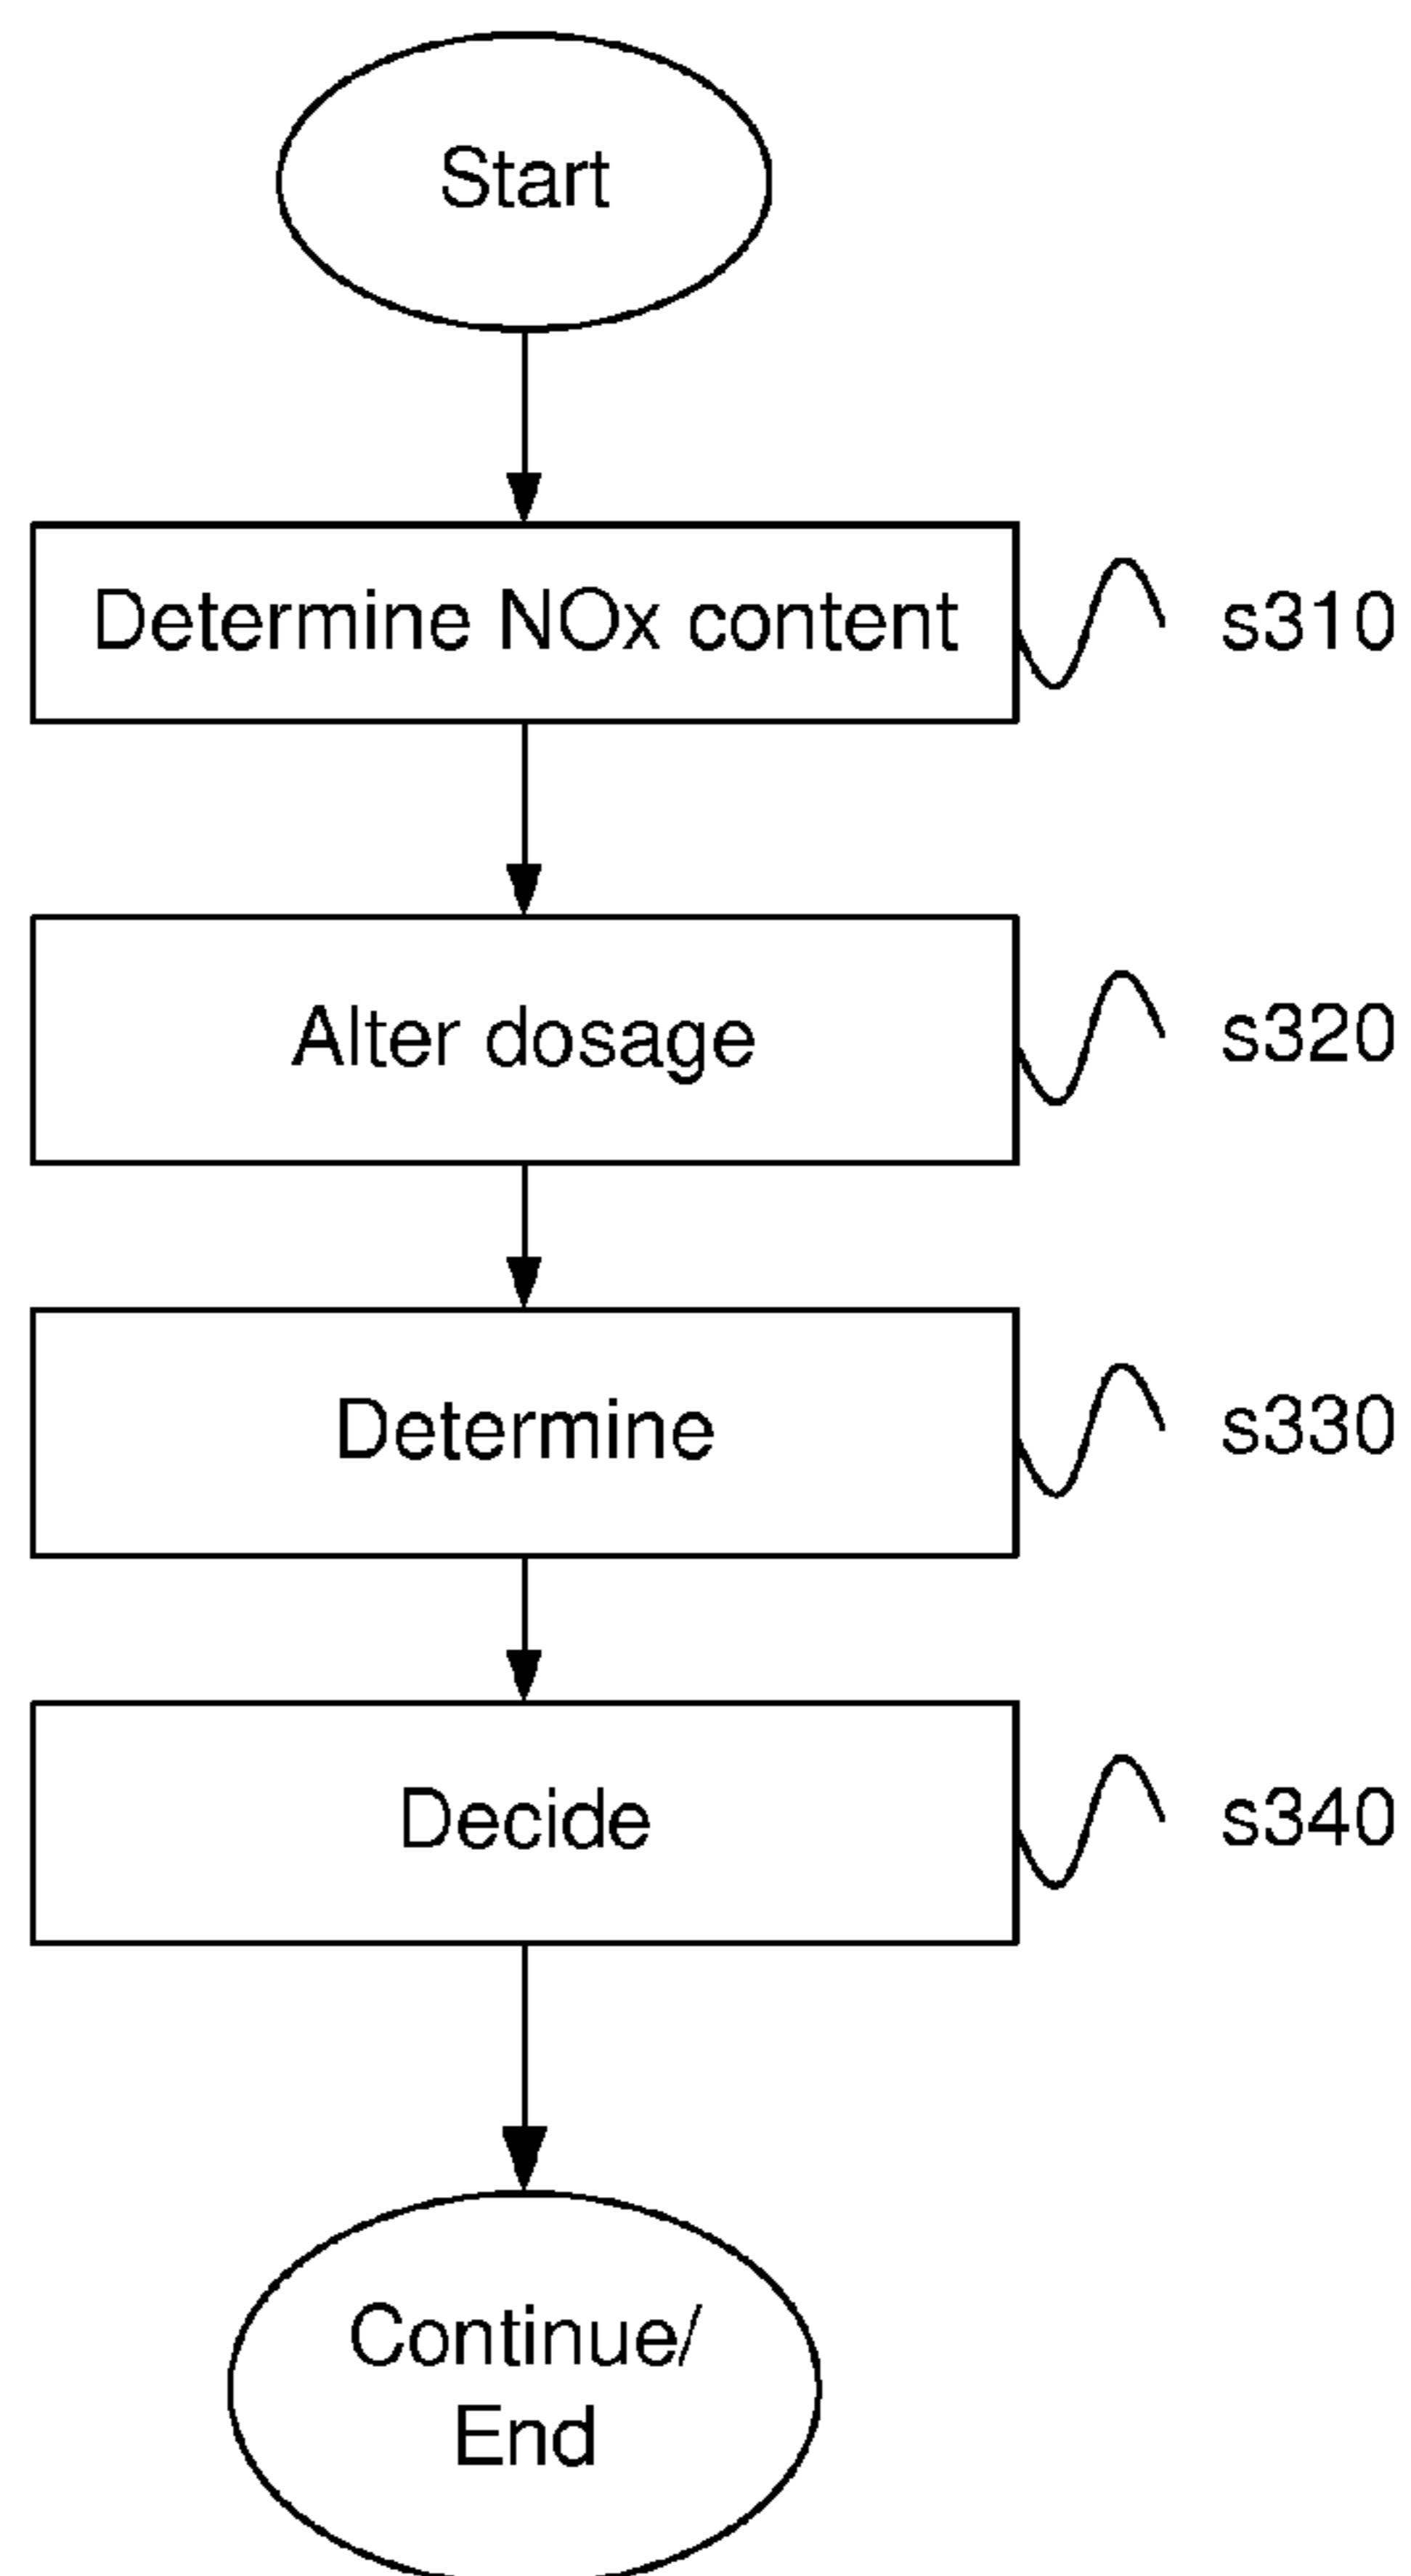 Start
Determine NOx content s310
Alter dosage s320
Determine s330
Decide s340
Continue/
End